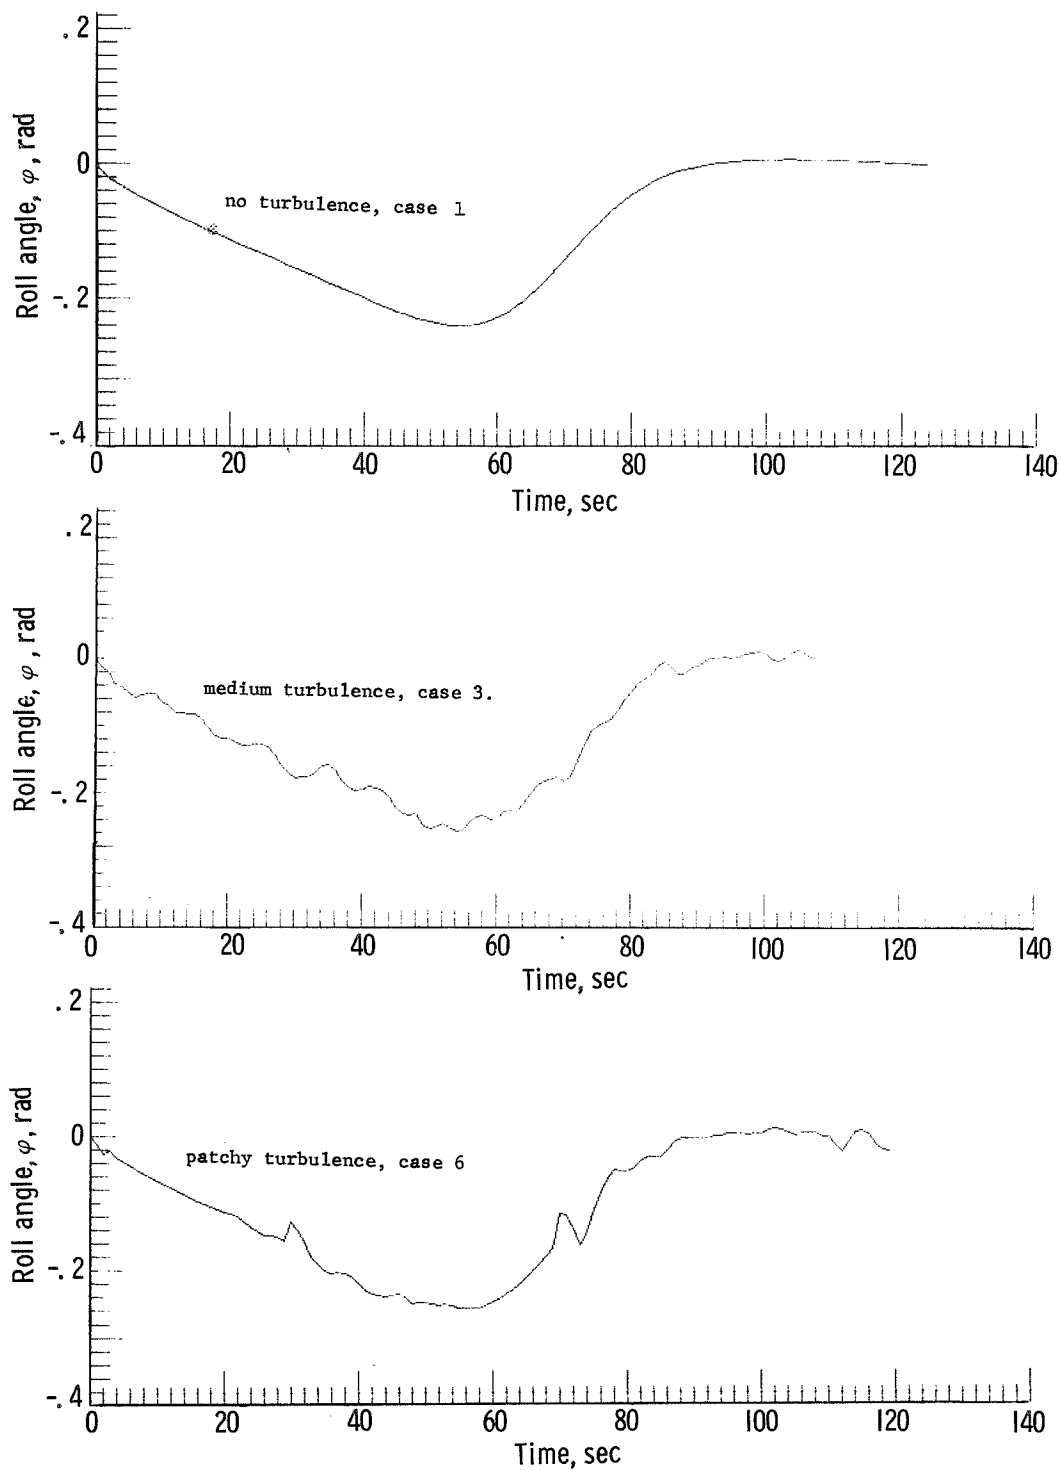 .2
0
-.2
-.4
Roll angle, φ, rad
no turbulence, case 1
0 20 40 60 80 100 120 140
Time, sec
.2
0
-.2
-.4
Roll angle, φ, rad
medium turbulence, case 3.
0 20 40 60 80 100 120 140
Time, sec
.2
0
-.2
-.4
Roll angle, φ, rad
patchy turbulence, case 6
0 20 40 60 80 100 120 140
Time, sec